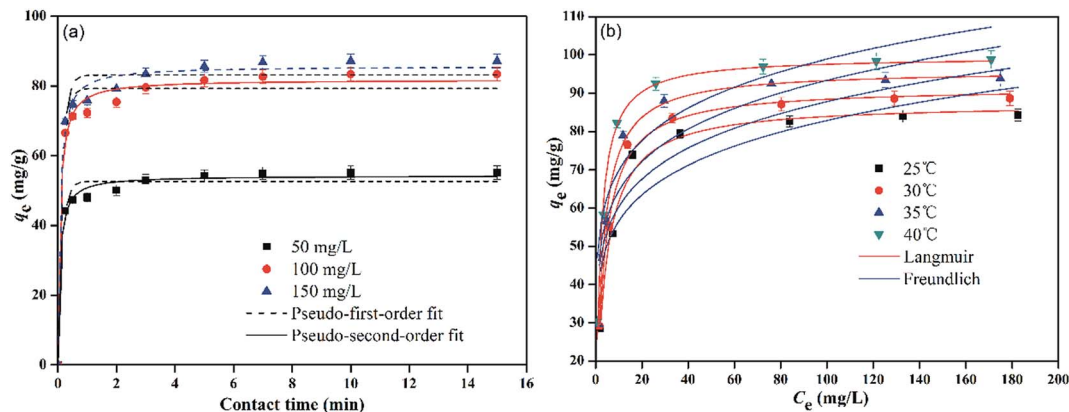 (a)
100
80
60
40
20
0
q_c (mg/g)
50 mg/L
100 mg/L
150 mg/L
Pseudo-first-order fit
Pseudo-second-order fit
0 2 4 6 8 10 12 14 16
Contact time (min)
(b)
110
100
90
80
70
60
50
40
30
20
q_e (mg/g)
25℃
30℃
35℃
40℃
Langmuir
Freundlich
0 20 40 60 80 100 120 140 160 180 200
C_e (mg/L)